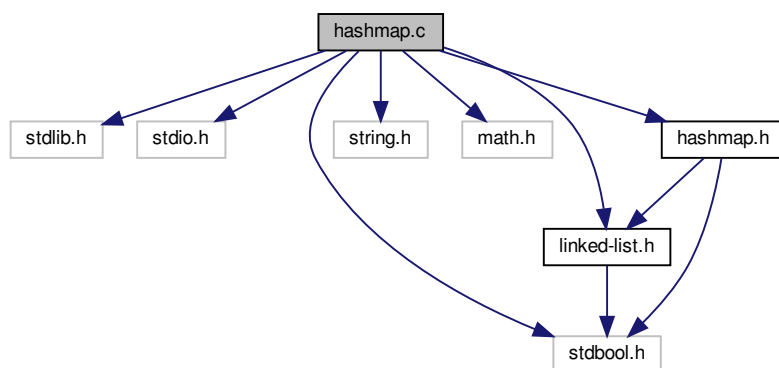 hashmap.c
stdlib.h
stdio.h
string.h
math.h
hashmap.h
linked-list.h
stdbool.h